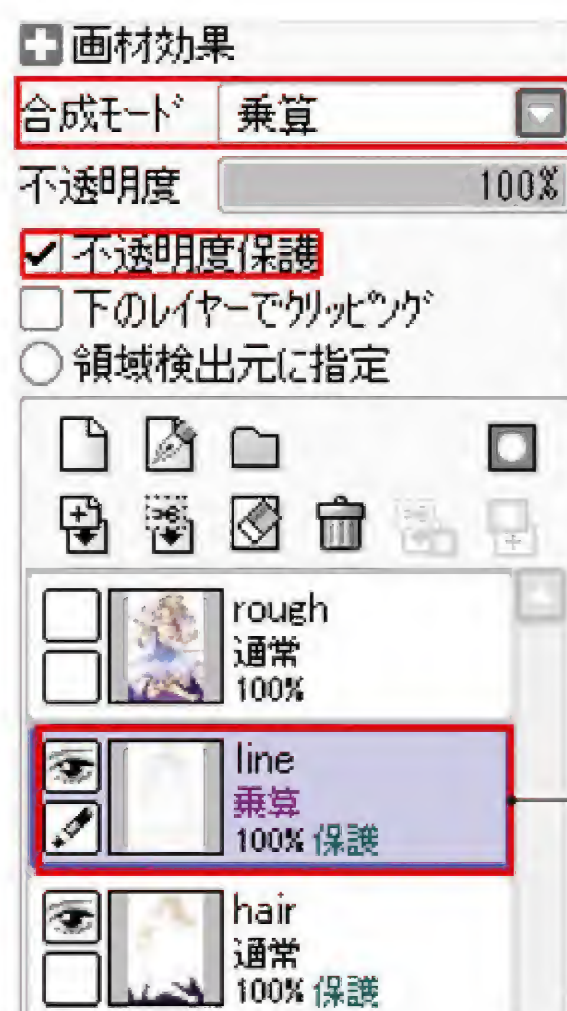 画材効果
合成モード 乗算
不透明度 100%
不透明度保護
下のレイヤーでクリッピング
領域検出元に指定
rough
通常
100%
line
乗算
100% 保護
hair
通常
100% 保護